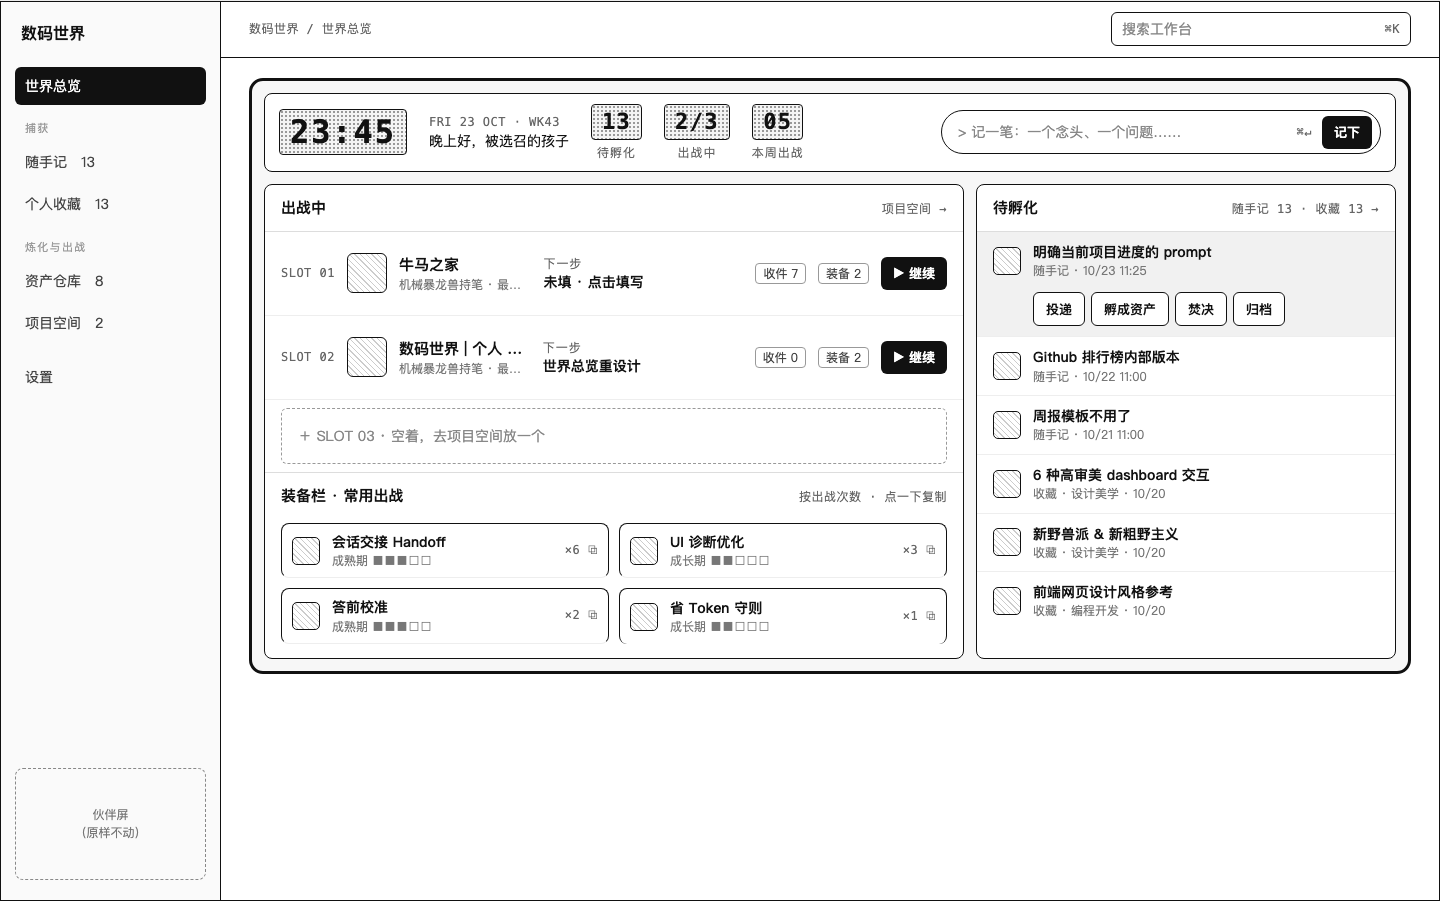 数码世界
世界总览
捕获
随手记 13
个人收藏 13
炼化与出战
资产仓库 8
项目空间 2
设置
伙伴屏
(原样不动)
数码世界 / 世界总览
搜索工作台 ⌘K
23:45
FRI 23 OCT · WK43
晚上好，被选召的孩子
13
待孵化
2/3
出战中
05
本周出战
> 记一笔：一个念头、一个问题…… ⌘↵ 记下
出战中 项目空间 →
SLOT 01
牛马之家
机械暴龙兽持笔 · 最…
下一步
未填 · 点击填写
收件 7 装备 2 ▶ 继续
SLOT 02
数码世界 | 个人 …
机械暴龙兽持笔 · 最…
下一步
世界总览重设计
收件 0 装备 2 ▶ 继续
+ SLOT 03 · 空着，去项目空间放一个
装备栏 · 常用出战 按出战次数 · 点一下复制
会话交接 Handoff
成熟期 ■■■□□
×6 ⧉
UI 诊断优化
成长期 ■■□□□
×3 ⧉
答前校准
成熟期 ■■■□□
×2 ⧉
省 Token 守则
成长期 ■■□□□
×1 ⧉
待孵化 随手记 13 · 收藏 13 →
明确当前项目进度的 prompt
随手记 · 10/23 11:25
投递 孵成资产 焚决 归档
Github 排行榜内部版本
随手记 · 10/22 11:00
周报模板不用了
随手记 · 10/21 11:00
6 种高审美 dashboard 交互
收藏 · 设计美学 · 10/20
新野兽派 & 新粗野主义
收藏 · 设计美学 · 10/20
前端网页设计风格参考
收藏 · 编程开发 · 10/20